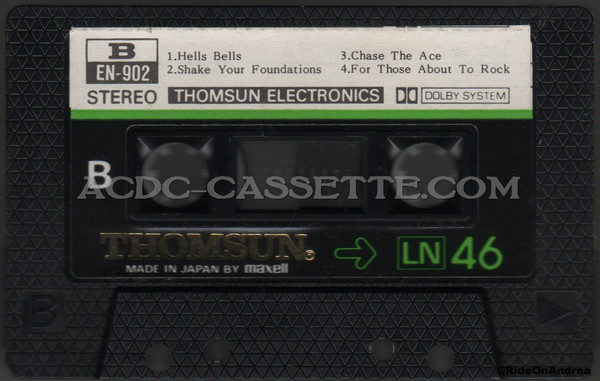 B
EN-902
1.Hells Bells
2.Shake Your Foundations
3.Chase The Ace
4.For Those About To Rock
STEREO THOMSUN ELECTRONICS DOLBY SYSTEM
B
ACDC-CASSETTE.COM
THOMSUN
LN 46
MADE IN JAPAN BY maxell
B
©RideOnAndrea